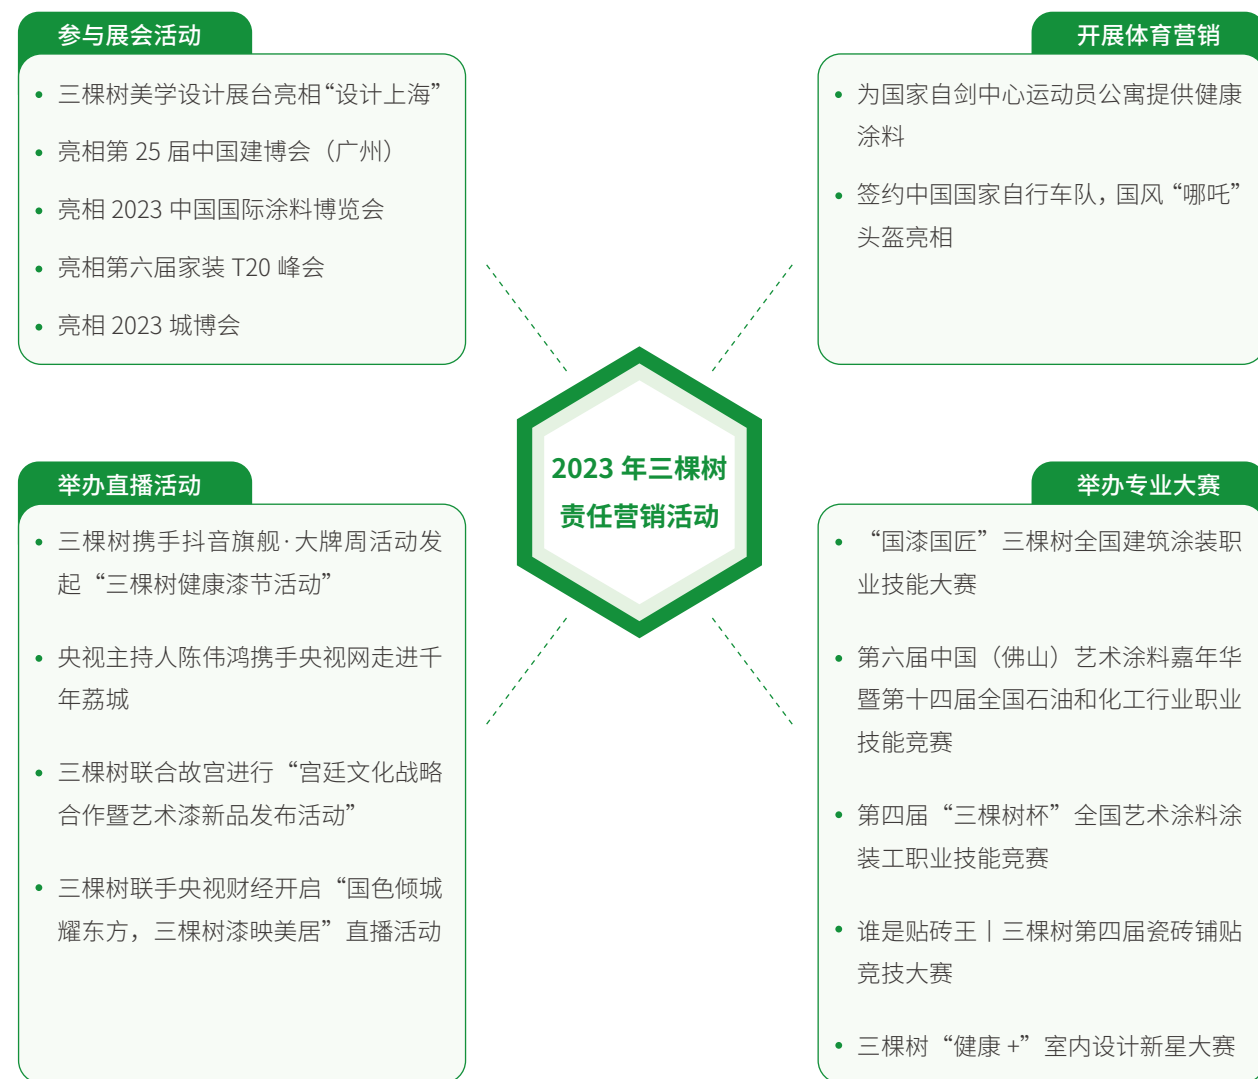 参与展会活动
• 三棵树美学设计展台亮相“设计上海”
• 亮相第 25 届中国建博会（广州）
• 亮相 2023 中国国际涂料博览会
• 亮相第六届家装 T20 峰会
• 亮相 2023 城博会
开展体育营销
• 为国家自剑中心运动员公寓提供健康
涂料
• 签约中国国家自行车队，国风“哪吒”
头盔亮相
2023 年三棵树
责任营销活动
举办直播活动
• 三棵树携手抖音旗舰·大牌周活动发
起“三棵树健康漆节活动”
• 央视主持人陈伟鸿携手央视网走进千
年荔城
• 三棵树联合故宫进行“宫廷文化战略
合作暨艺术漆新品发布活动”
• 三棵树联手央视财经开启“国色倾城
耀东方，三棵树漆映美居”直播活动
举办专业大赛
• “国漆国匠”三棵树全国建筑涂装职
业技能大赛
• 第六届中国（佛山）艺术涂料嘉年华
暨第十四届全国石油和化工行业职业
技能竞赛
• 第四届“三棵树杯”全国艺术涂料涂
装工职业技能竞赛
• 谁是贴砖王丨三棵树第四届瓷砖铺贴
竞技大赛
• 三棵树“健康 +”室内设计新星大赛